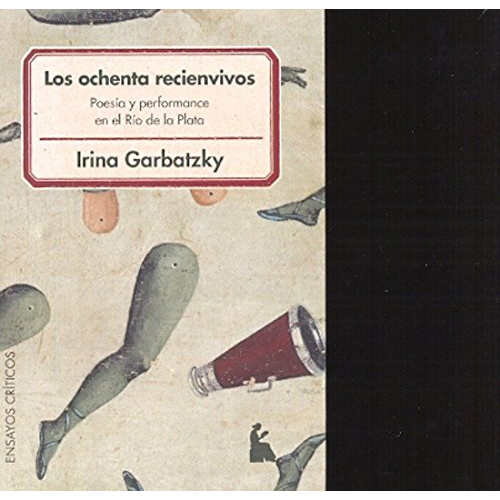 Los ochenta recienvivos
Poesía y performance
en el Río de la Plata
Irina Garbatzky
ENSAYOS CRÍTICOS